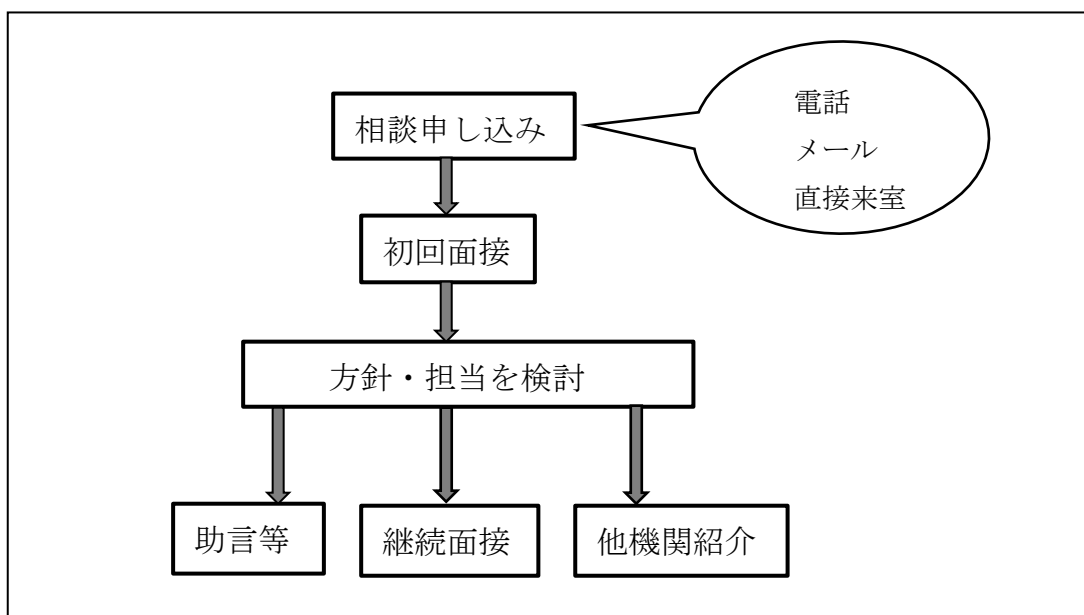 相談申し込み
電話
メール
直接来室
初回面接
方針・担当を検討
助言等
継続面接
他機関紹介